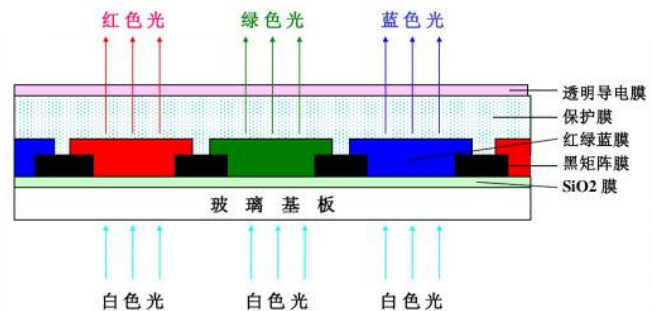 红色光 绿色光 蓝色光
透明导电膜
保护膜
红绿蓝膜
黑矩阵膜
SiO2 膜
玻璃基板
白色光 白色光 白色光